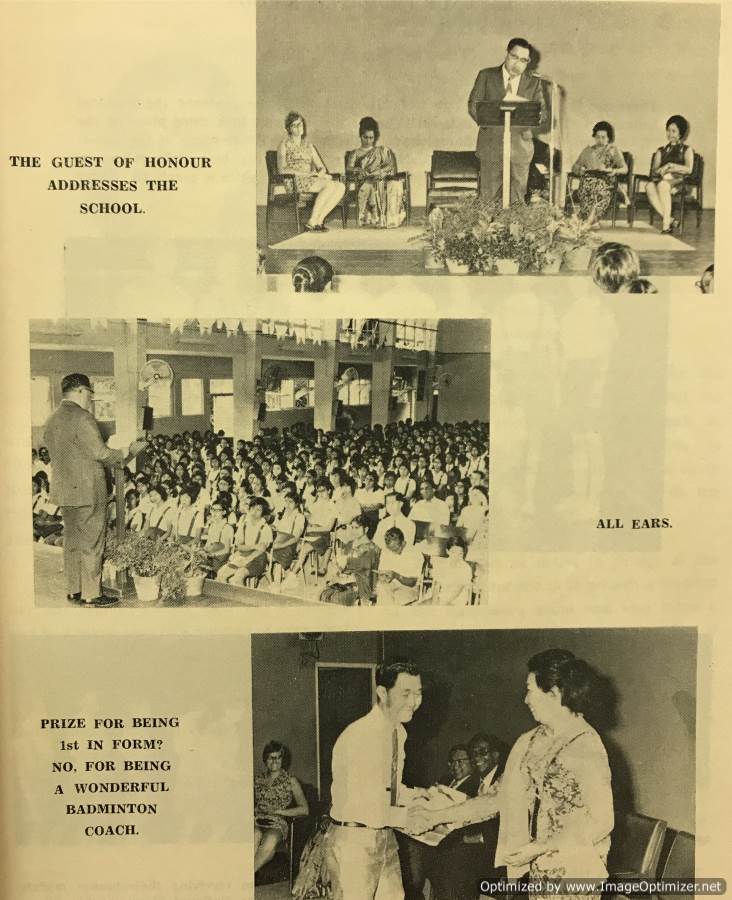 THE GUEST OF HONOUR
ADDRESSES THE
SCHOOL.
ALL EARS.
PRIZE FOR BEING
1st IN FORM?
NO, FOR BEING
A WONDERFUL
BADMINTON
COACH.
Optimized by www.ImageOptimizer.net